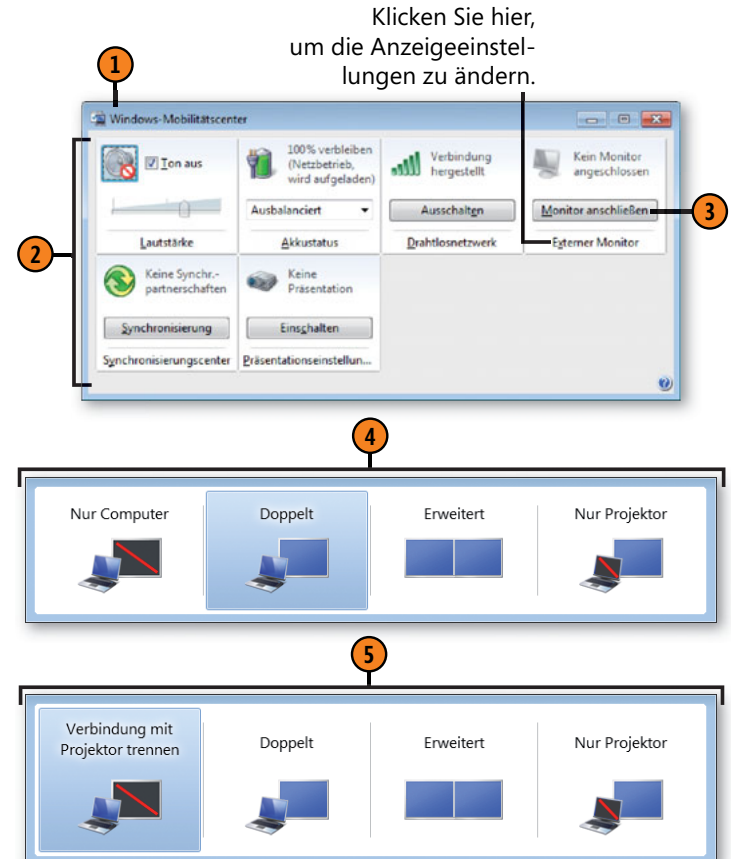 Klicken Sie hier,
um die Anzeigeeinstel-
lungen zu ändern.
1
Windows-Mobilitätscenter
2
Ton aus
Lautstärke
100% verbleiben
(Netzbetrieb,
wird aufgeladen)
Ausbalanciert
Akkustatus
Verbindung
hergestellt
Ausschalten
Drahtlosnetzwerk
Kein Monitor
angeschlossen
Monitor anschließen
3
Externer Monitor
Keine Synchr.-
partnerschaften
Synchronisierung
Synchronisierungscenter
Keine
Präsentation
Einschalten
Präsentationseinstellun...
?
4
Nur Computer
Doppelt
Erweitert
Nur Projektor
5
Verbindung mit
Projektor trennen
Doppelt
Erweitert
Nur Projektor